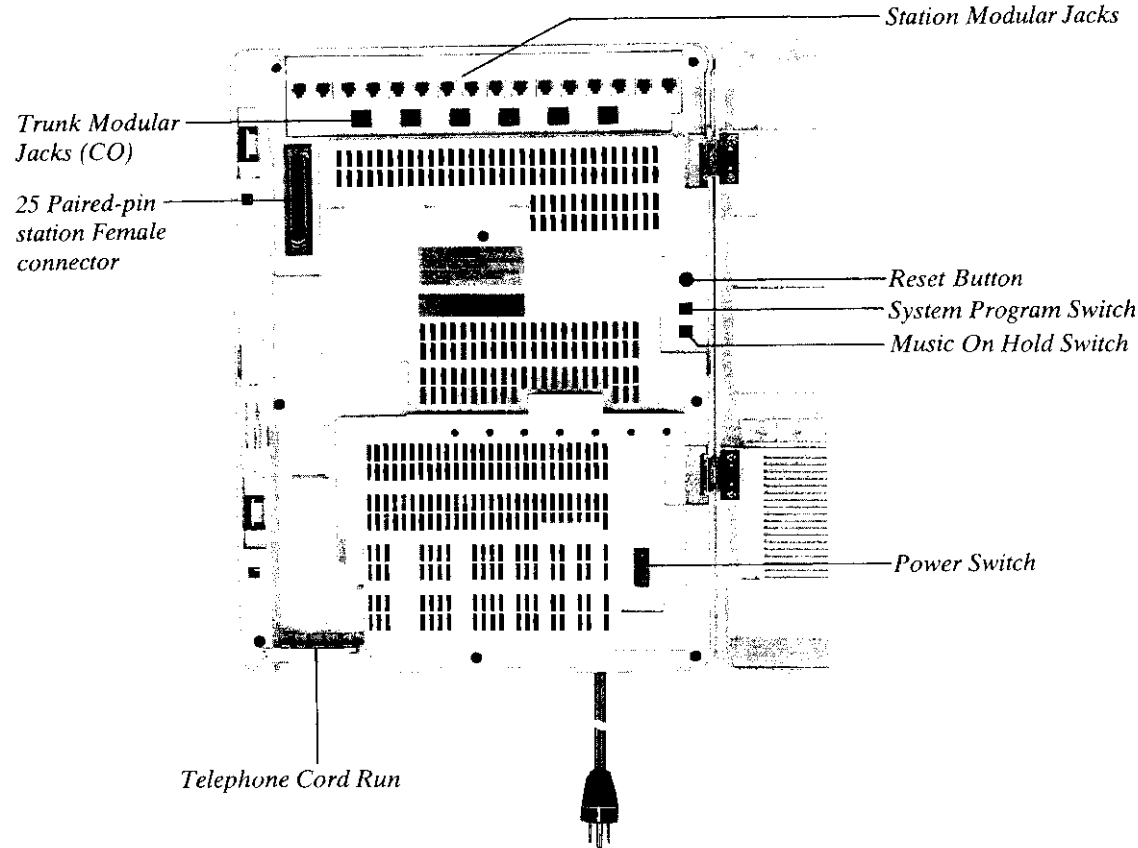 Station Modular Jacks
Trunk Modular
Jacks (CO)
25 Paired-pin
station Female
connector
Reset Button
System Program Switch
Music On Hold Switch
Power Switch
Telephone Cord Run